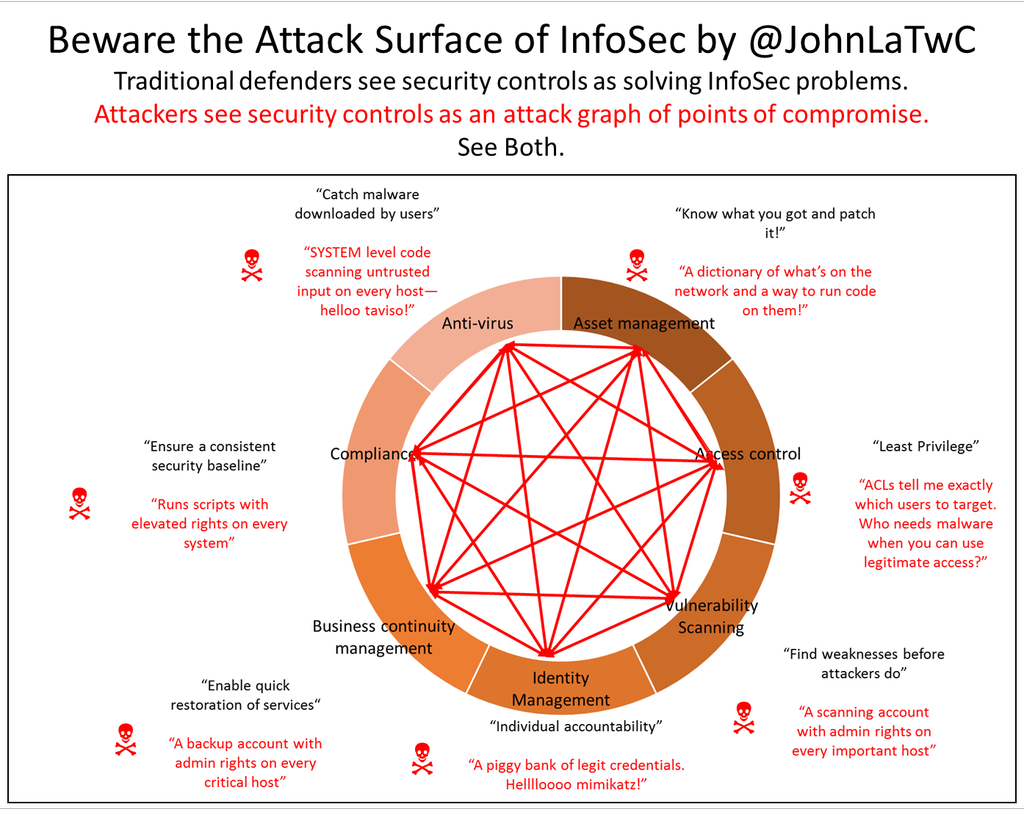 Beware the Attack Surface of InfoSec by @JohnLaTwC
Traditional defenders see security controls as solving InfoSec problems.
Attackers see security controls as an attack graph of points of compromise.
See Both.
“Catch malware
downloaded by users”
“SYSTEM level code
scanning untrusted
input on every host—
helloo taviso!”
“Know what you got and patch
it!”
“A dictionary of what’s on the
network and a way to run code
on them!”
Anti-virus
Asset management
“Ensure a consistent
security baseline”
“Runs scripts with
elevated rights on every
system”
Compliance
Access control
“Least Privilege”
“ACLs tell me exactly
which users to target.
Who needs malware
when you can use
legitimate access?”
Business continuity
management
Vulnerability
Scanning
Identity
Management
“Enable quick
restoration of services“
“A backup account with
admin rights on every
critical host”
“Individual accountability”
“A piggy bank of legit credentials.
Helllloooo mimikatz!”
“Find weaknesses before
attackers do”
“A scanning account
with admin rights on
every important host”